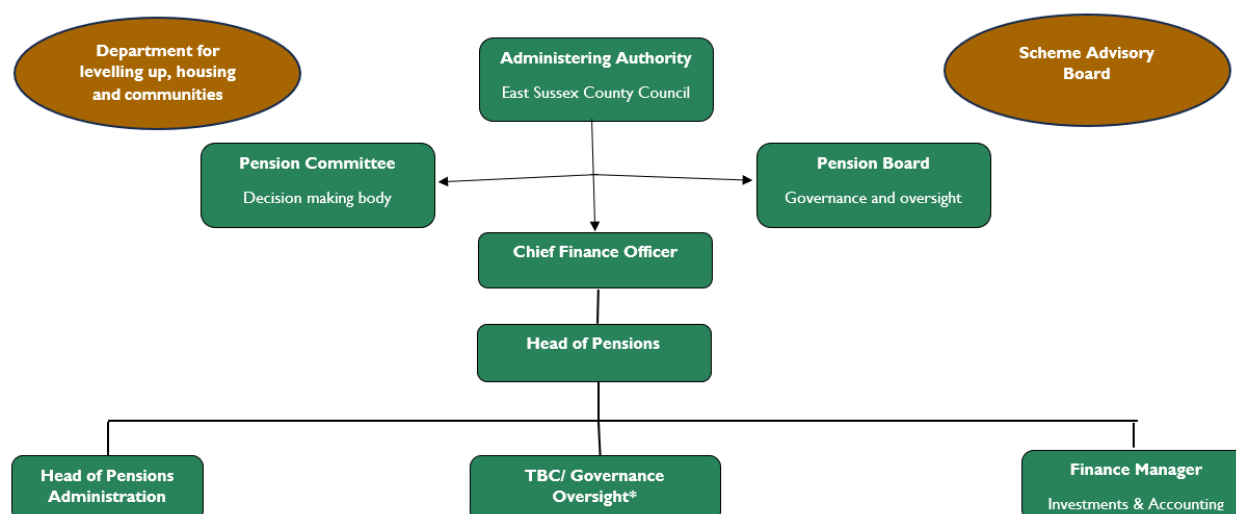 Department for
levelling up, housing
and communities
Administering Authority
East Sussex County Council
Scheme Advisory
Board
Pension Committee
Decision making body
Pension Board
Governance and oversight
Chief Finance Officer
Head of Pensions
Head of Pensions
Administration
TBC/ Governance
Oversight*
Finance Manager
Investments & Accounting